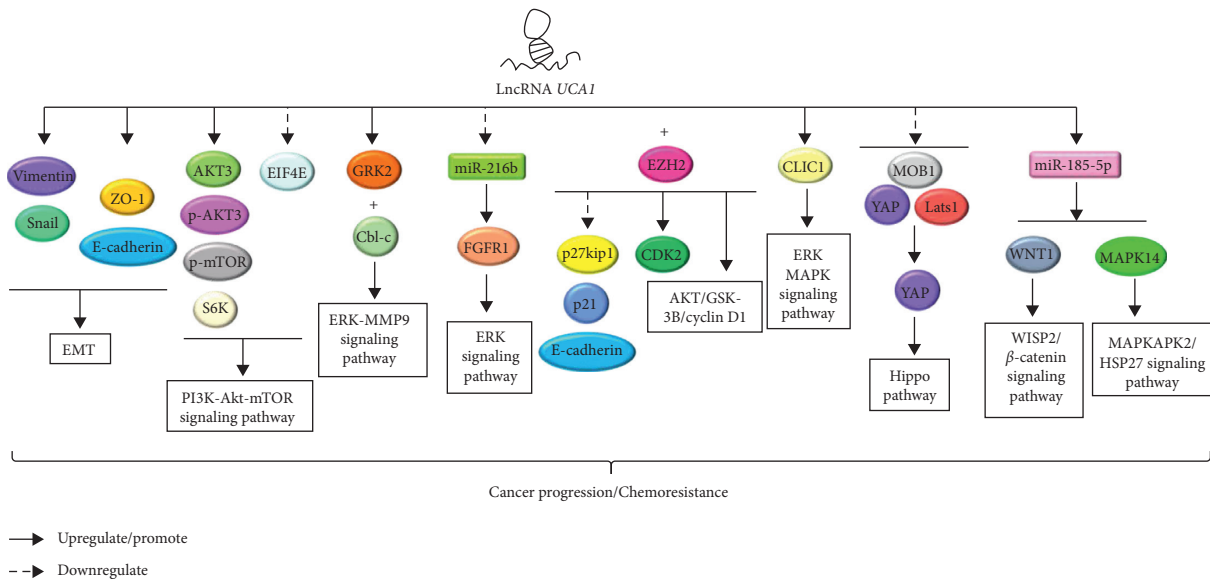 LncRNA UCA1
Vimentin
Snail
ZO-1
E-cadherin
EMT
AKT3
p-AKT3
p-mTOR
S6K
PI3K-Akt-mTOR
signaling pathway
EIF4E
GRK2
+
Cbl-c
ERK-MMP9
signaling
pathway
miR-216b
FGFR1
ERK
signaling
pathway
+
EZH2
p27kip1
p21
E-cadherin
CDK2
AKT/GSK-
3B/cyclin D1
CLIC1
ERK
MAPK
signaling
pathway
MOB1
YAP
Lats1
YAP
Hippo
pathway
miR-185-5p
WNT1
WISP2/
β-catenin
signaling
pathway
MAPK14
MAPKAPK2/
HSP27 signaling
pathway
Cancer progression/Chemoresistance
Upregulate/promote
Downregulate